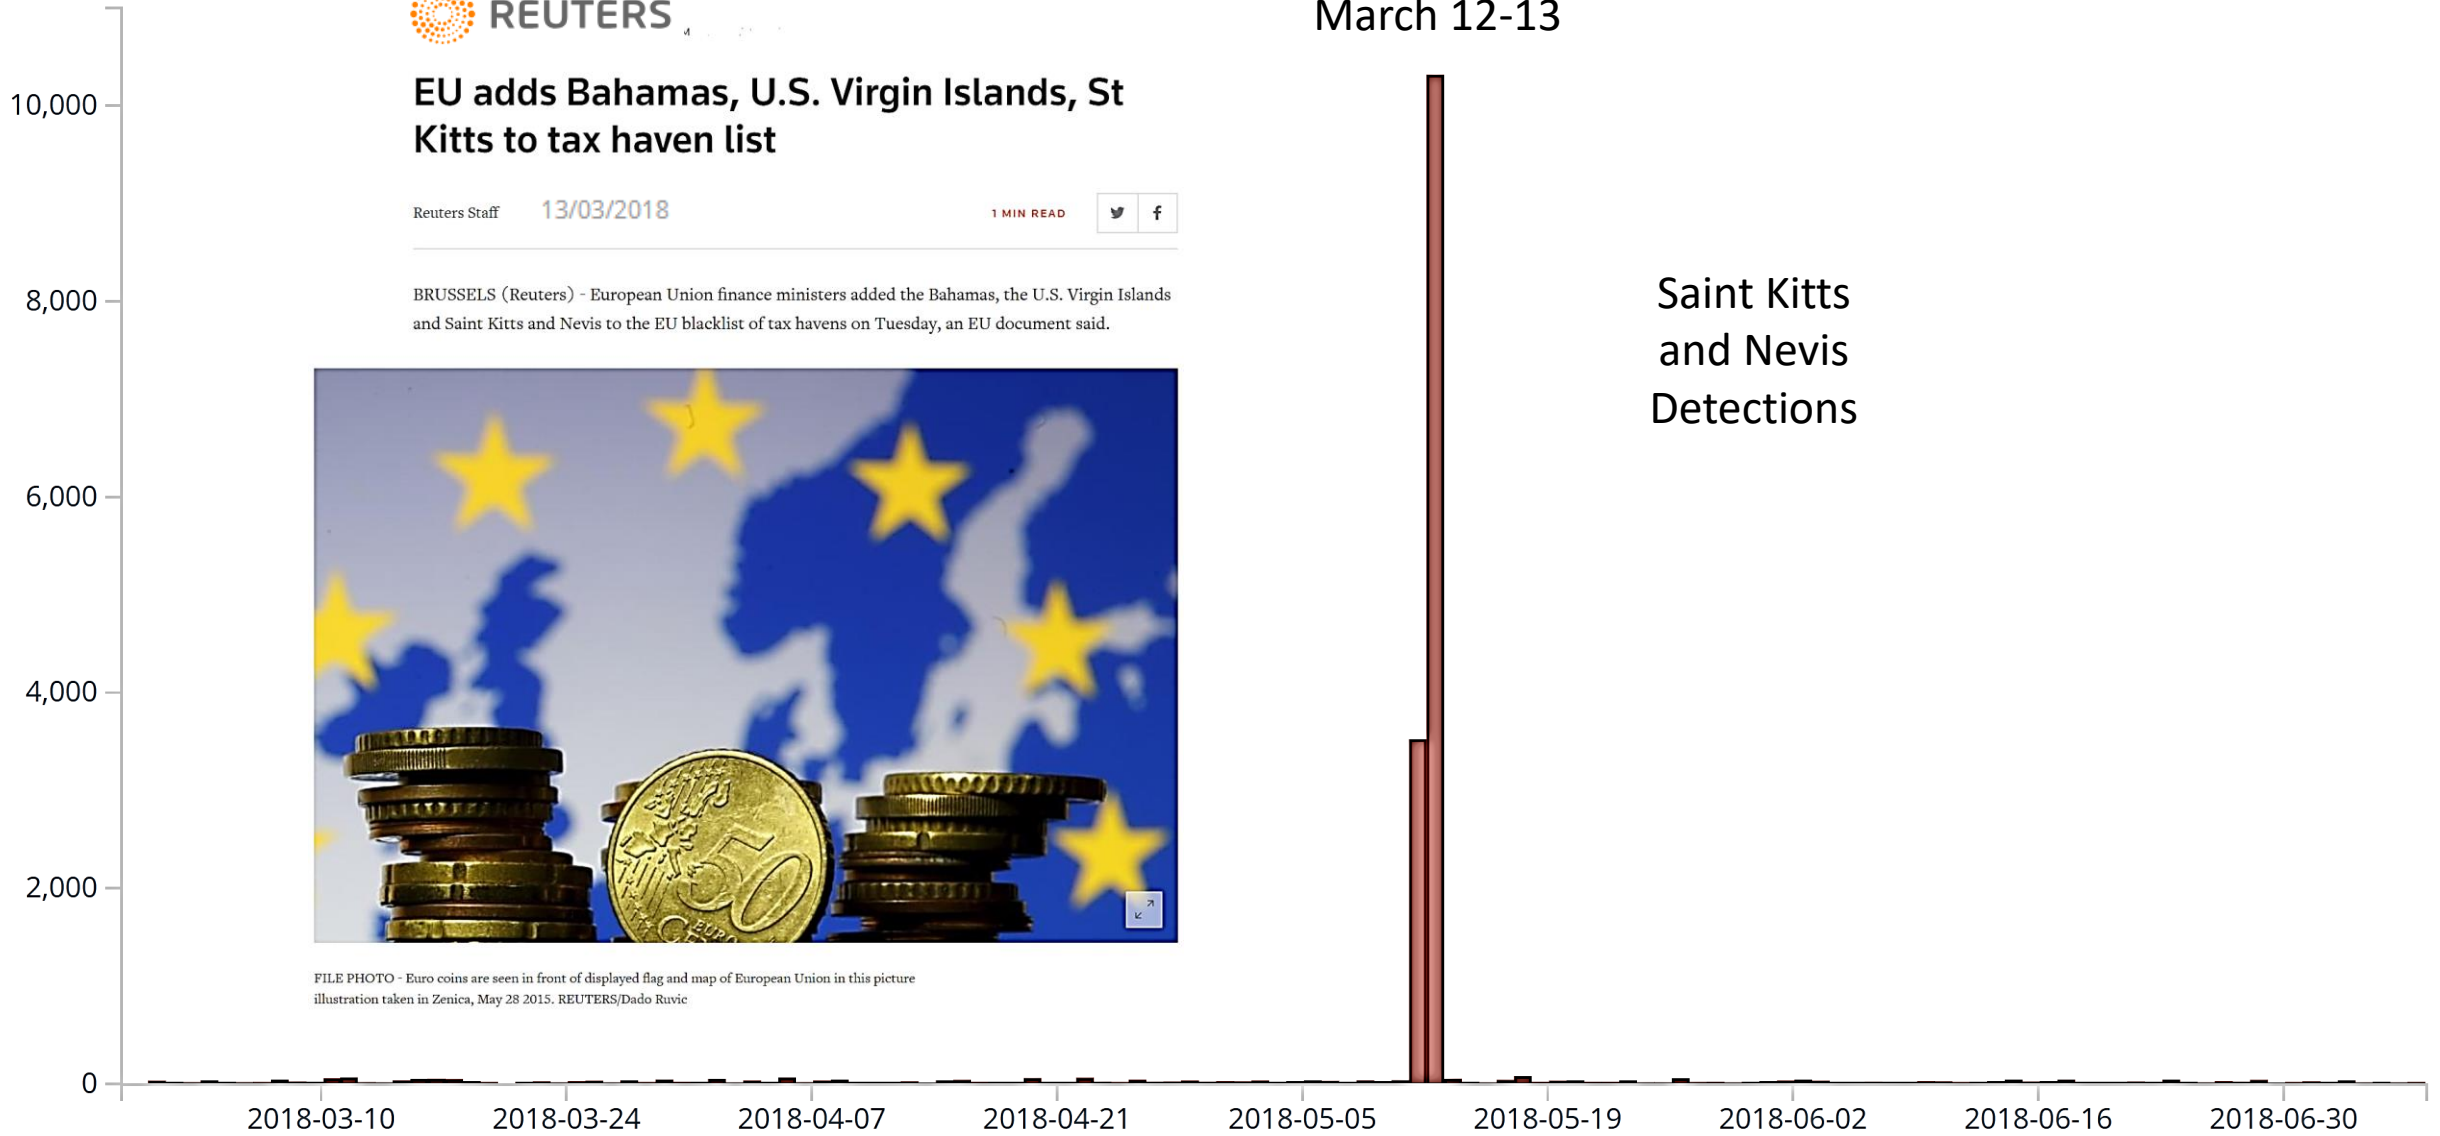 REUTERS
March 12-13
EU adds Bahamas, U.S. Virgin Islands, St
Kitts to tax haven list
Reuters Staff 13/03/2018 1 MIN READ
BRUSSELS (Reuters) - European Union finance ministers added the Bahamas, the U.S. Virgin Islands
and Saint Kitts and Nevis to the EU blacklist of tax havens on Tuesday, an EU document said.
50
EURO
FILE PHOTO - Euro coins are seen in front of displayed flag and map of European Union in this picture
illustration taken in Zenica, May 28 2015. REUTERS/Dado Ruvic
Saint Kitts
and Nevis
Detections
10,000
8,000
6,000
4,000
2,000
0
2018-03-10 2018-03-24 2018-04-07 2018-04-21 2018-05-05 2018-05-19 2018-06-02 2018-06-16 2018-06-30